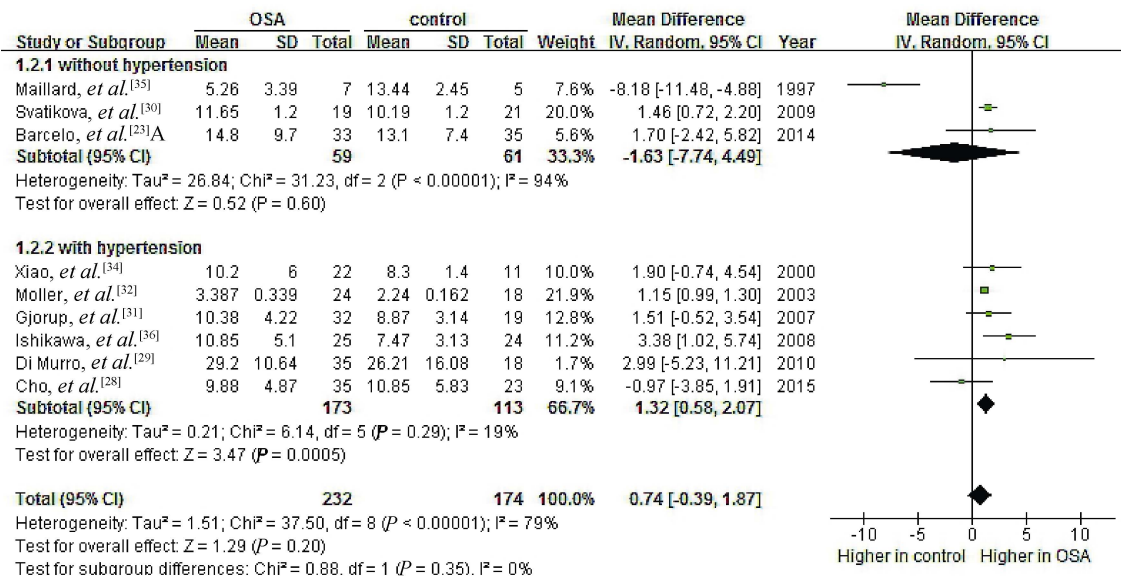 OSA control Mean Difference Mean Difference
Study or Subgroup Mean SD Total Mean SD Total Weight IV. Random. 95% CI Year IV. Random. 95% CI
1.2.1 without hypertension
Maillard, et al.[35] 5.26 3.39 7 13.44 2.45 5 7.6% -8.18 [-11.48, -4.88] 1997
Svatikova, et al.[30] 11.65 1.2 19 10.19 1.2 21 20.0% 1.46 [0.72, 2.20] 2009
Barcelo, et al.[23]A 14.8 9.7 33 13.1 7.4 35 5.6% 1.70 [-2.42, 5.82] 2014
Subtotal (95% CI) 59 61 33.3% -1.63 [-7.74, 4.49]
Heterogeneity: Tau² = 26.84; Chi² = 31.23, df = 2 (P < 0.00001); I² = 94%
Test for overall effect: Z = 0.52 (P = 0.60)
1.2.2 with hypertension
Xiao, et al.[34] 10.2 6 22 8.3 1.4 11 10.0% 1.90 [-0.74, 4.54] 2000
Moller, et al.[32] 3.387 0.339 24 2.24 0.162 18 21.9% 1.15 [0.99, 1.30] 2003
Gjorup, et al.[31] 10.38 4.22 32 8.87 3.14 19 12.8% 1.51 [-0.52, 3.54] 2007
Ishikawa, et al.[36] 10.85 5.1 25 7.47 3.13 24 11.2% 3.38 [1.02, 5.74] 2008
Di Murro, et al.[29] 29.2 10.64 35 26.21 16.08 18 1.7% 2.99 [-5.23, 11.21] 2010
Cho, et al.[28] 9.88 4.87 35 10.85 5.83 23 9.1% -0.97 [-3.85, 1.91] 2015
Subtotal (95% CI) 173 113 66.7% 1.32 [0.58, 2.07]
Heterogeneity: Tau² = 0.21; Chi² = 6.14, df = 5 (P = 0.29); I² = 19%
Test for overall effect: Z = 3.47 (P = 0.0005)
Total (95% CI) 232 174 100.0% 0.74 [-0.39, 1.87]
Heterogeneity: Tau² = 1.51; Chi² = 37.50, df = 8 (P < 0.00001); I² = 79%
Test for overall effect: Z = 1.29 (P = 0.20)
Test for subgroup differences: Chi² = 0.88, df = 1 (P = 0.35), I² = 0%
-10 -5 0 5 10
Higher in control Higher in OSA